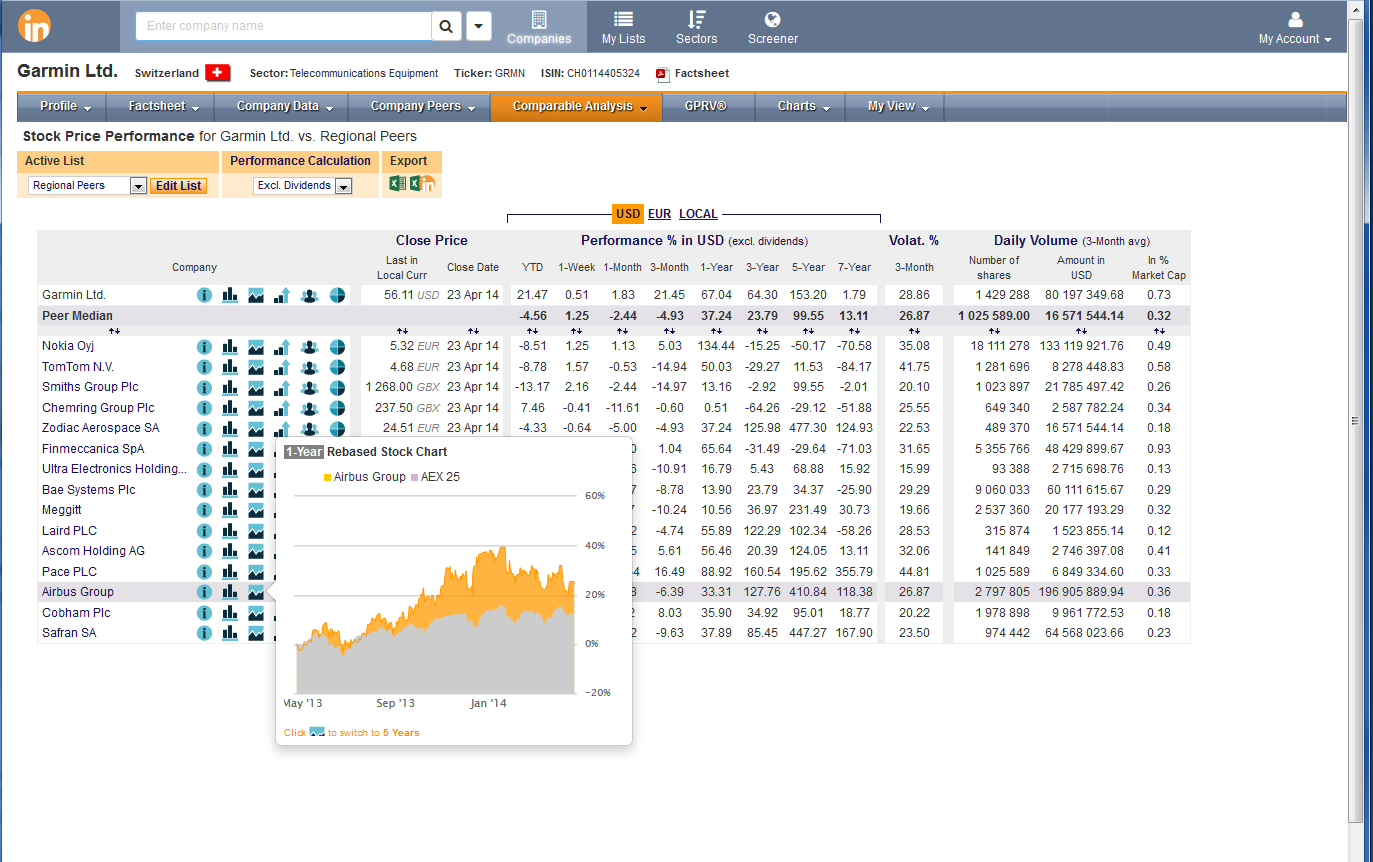 in
Enter company name
Companies
My Lists
Sectors
Screener
My Account
Garmin Ltd. Switzerland Sector: Telecommunications Equipment Ticker: GRMN ISIN: CH0114405324 Factsheet
Profile Factsheet Company Data Company Peers Comparable Analysis GPRV® Charts My View
Stock Price Performance for Garmin Ltd. vs. Regional Peers
Active List Performance Calculation Export
Regional Peers Edit List Excl. Dividends
USD EUR LOCAL
Close Price Performance % in USD (excl. dividends) Volat. % Daily Volume (3-Month avg)
Company Last in Local Curr Close Date YTD 1-Week 1-Month 3-Month 1-Year 3-Year 5-Year 7-Year 3-Month Number of shares Amount in USD In % Market Cap
Garmin Ltd. 56.11 USD 23 Apr 14 21.47 0.51 1.83 21.45 67.04 64.30 153.20 1.79 28.86 1 429 288 80 197 349.68 0.73
Peer Median -4.56 1.25 -2.44 -4.93 37.24 23.79 99.55 13.11 26.87 1 025 589.00 16 571 544.14 0.32
Nokia Oyj 5.32 EUR 23 Apr 14 -8.51 1.25 1.13 5.03 134.44 -15.25 -50.17 -70.58 35.08 18 111 278 133 119 921.76 0.49
TomTom N.V. 4.68 EUR 23 Apr 14 -8.78 1.57 -0.53 -14.94 50.03 -29.27 11.53 -84.17 41.75 1 281 696 8 278 448.83 0.58
Smiths Group Plc 1 268.00 GBX 23 Apr 14 -13.17 2.16 -2.44 -14.97 13.16 -2.92 99.55 -2.01 20.10 1 023 897 21 785 497.42 0.26
Chemring Group Plc 237.50 GBX 23 Apr 14 7.46 -0.41 -11.61 -0.60 0.51 -64.26 -29.12 -51.88 25.55 649 340 2 587 782.24 0.34
Zodiac Aerospace SA 24.51 EUR 23 Apr 14 -4.33 -0.64 -5.00 -4.93 37.24 125.98 477.30 124.93 22.53 489 370 16 571 544.14 0.18
Finmeccanica SpA 1.04 65.64 -31.49 -29.64 -71.03 31.65 5 355 766 48 429 899.67 0.93
Ultra Electronics Holding... -10.91 16.79 5.43 68.88 15.92 15.99 93 388 2 715 698.76 0.13
Bae Systems Plc -8.78 13.90 23.79 34.37 -25.90 29.29 9 060 033 60 111 615.67 0.29
Meggitt -10.24 10.56 36.97 231.49 30.73 19.66 2 537 360 20 177 193.29 0.32
Laird PLC -4.74 55.89 122.29 102.34 -58.26 28.53 315 874 1 523 855.14 0.12
Ascom Holding AG 5.61 56.46 20.39 124.05 13.11 32.06 141 849 2 746 397.08 0.41
Pace PLC 16.49 88.92 160.54 195.62 355.79 44.81 1 025 589 6 849 334.60 0.33
Airbus Group -6.39 33.31 127.76 410.84 118.38 26.87 2 797 805 196 905 889.94 0.36
Cobham Plc 8.03 35.90 34.92 95.01 18.77 20.22 1 978 898 9 961 772.53 0.18
Safran SA -9.63 37.89 85.45 447.27 167.90 23.50 974 442 64 568 023.66 0.23
1-Year Rebased Stock Chart
Airbus Group AEX 25
60%
40%
20%
0%
-20%
May '13 Sep '13 Jan '14
Click to switch to 5 Years